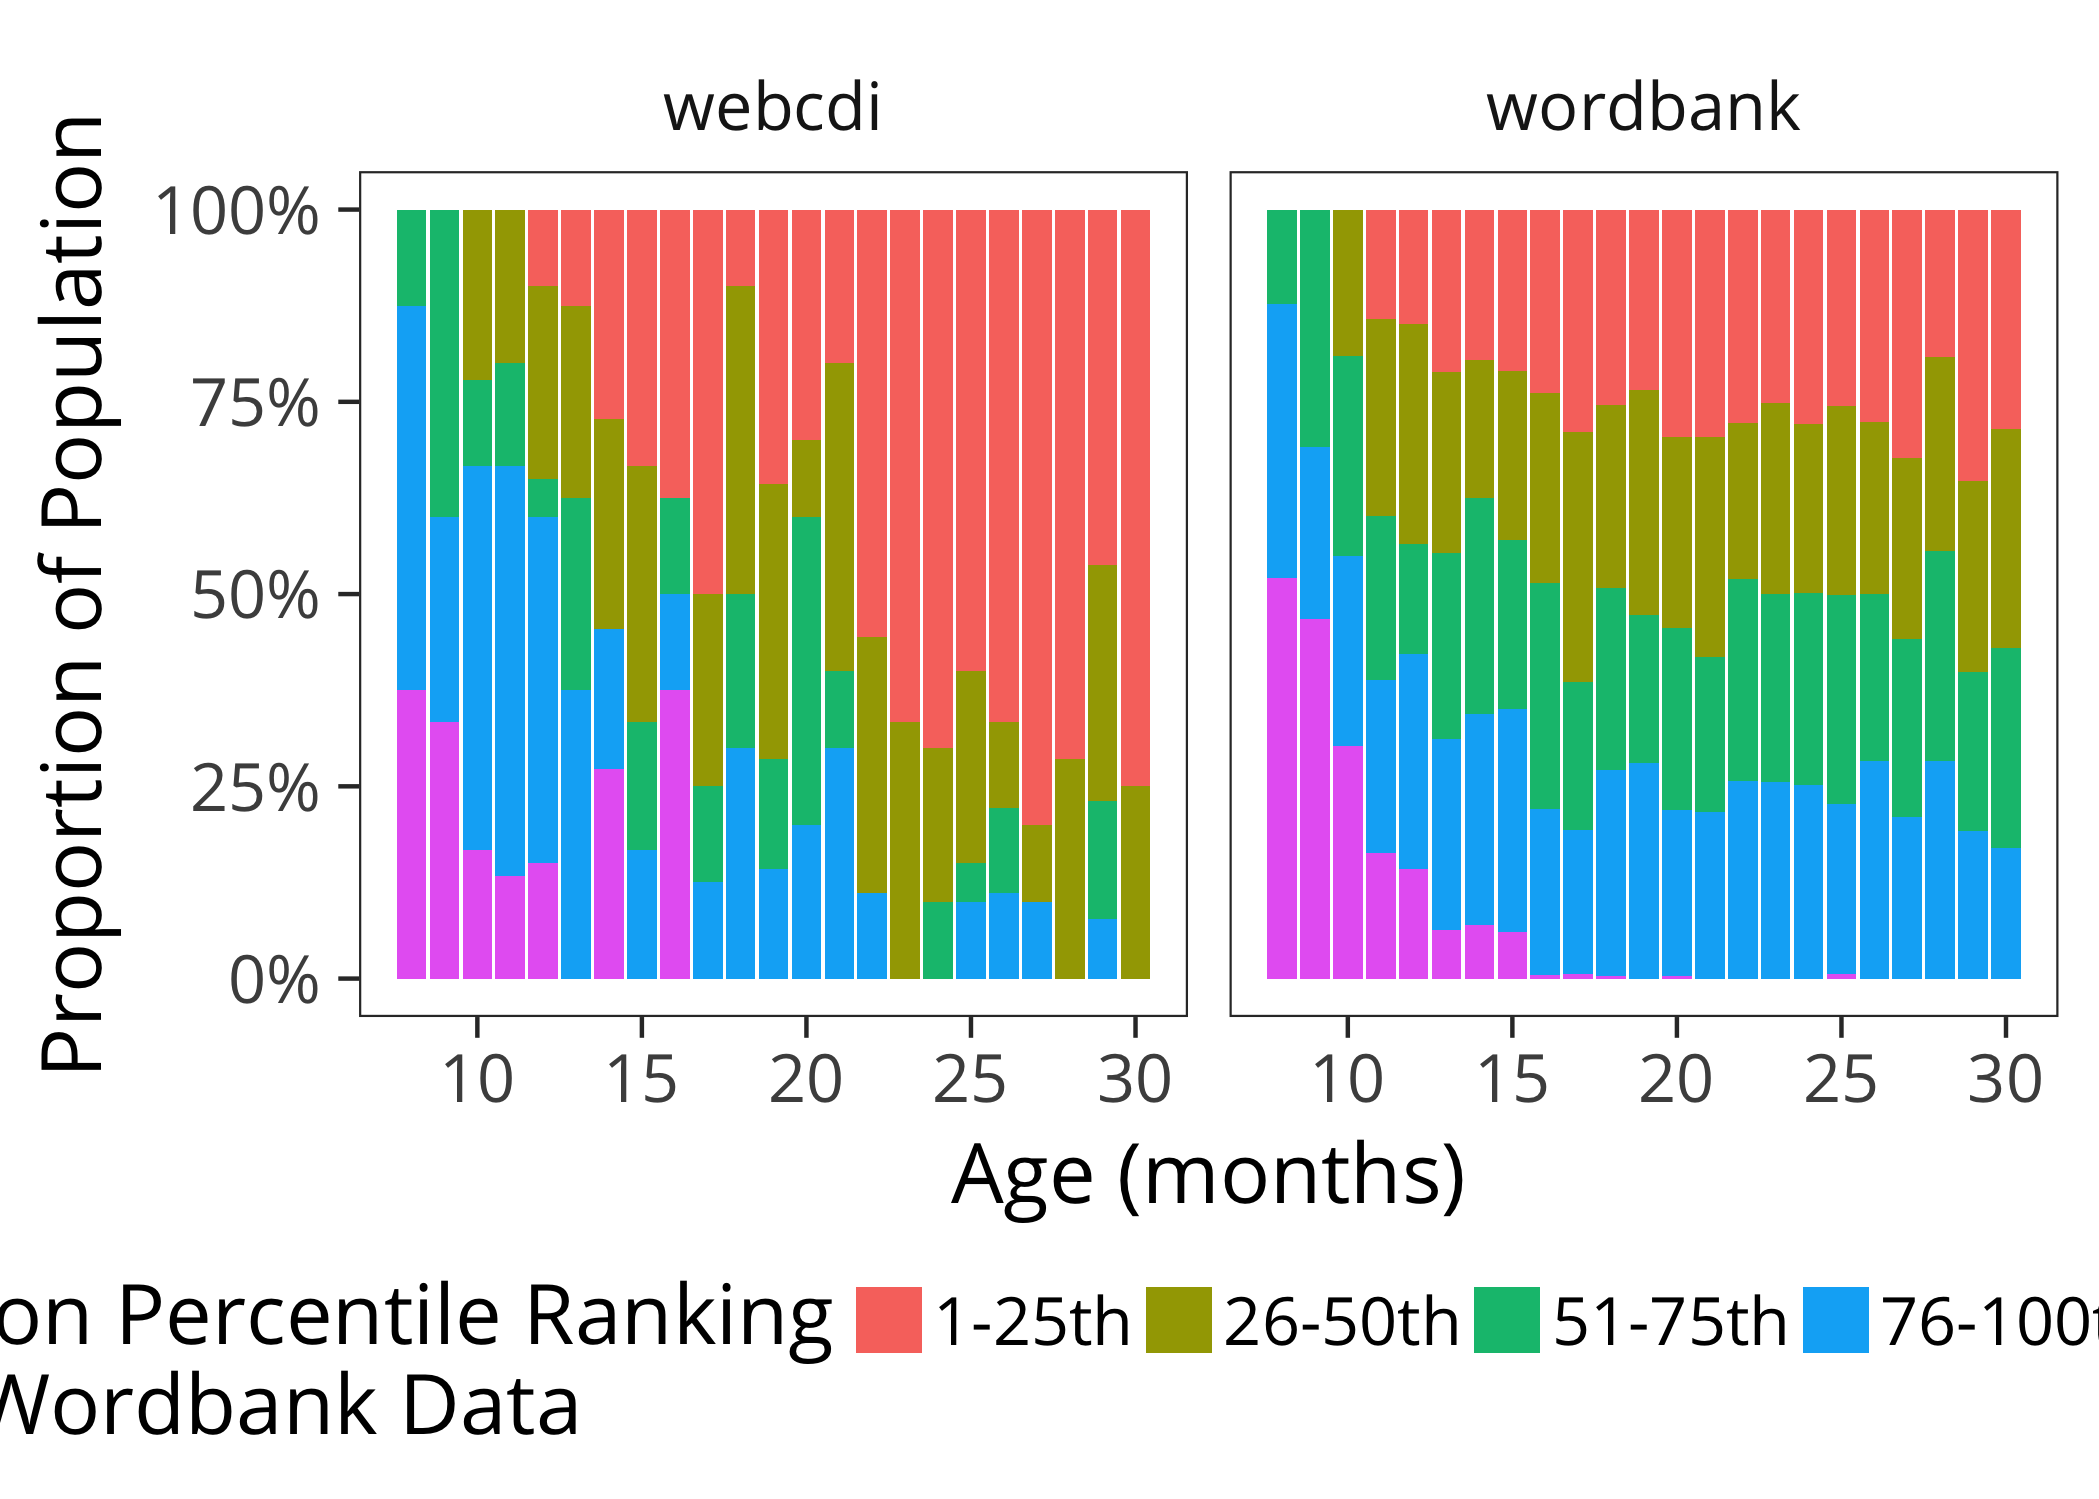 webcdi
wordbank
Proportion of Population
100%
75%
50%
25%
0%
10 15 20 25 30
10 15 20 25 30
Age (months)
on Percentile Ranking
Wordbank Data
1-25th 26-50th 51-75th 76-100t